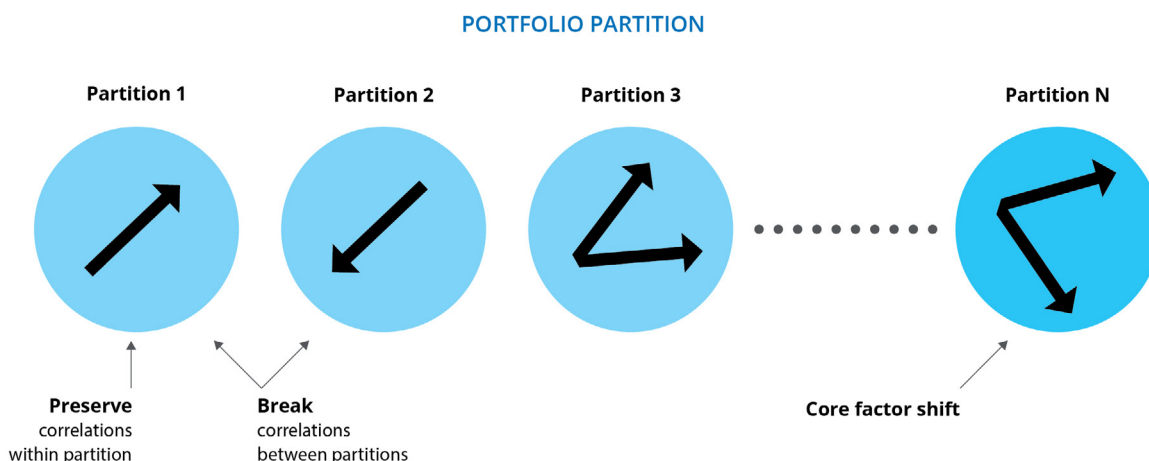 PORTFOLIO PARTITION
Partition 1
Partition 2
Partition 3
Partition N
Preserve
correlations
within partition
Break
correlations
between partitions
Core factor shift